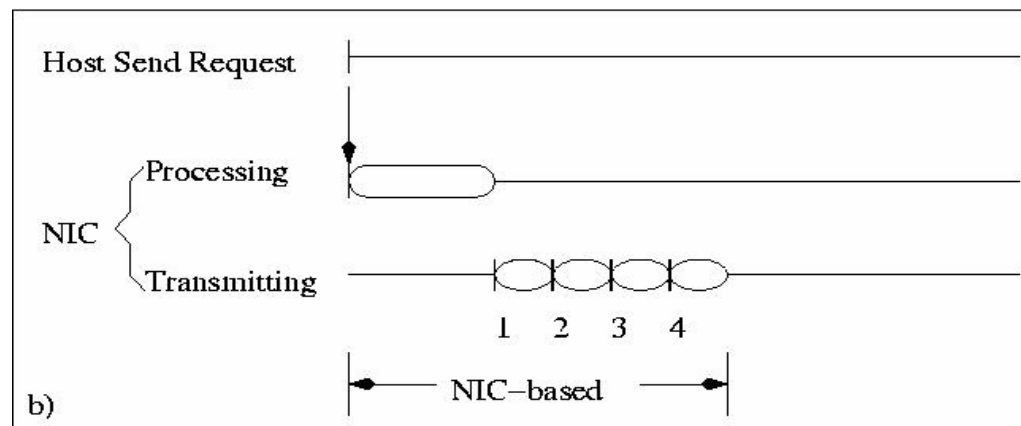 Host Send Request
Processing
NIC
Transmitting
1 2 3 4
NIC-based
b)